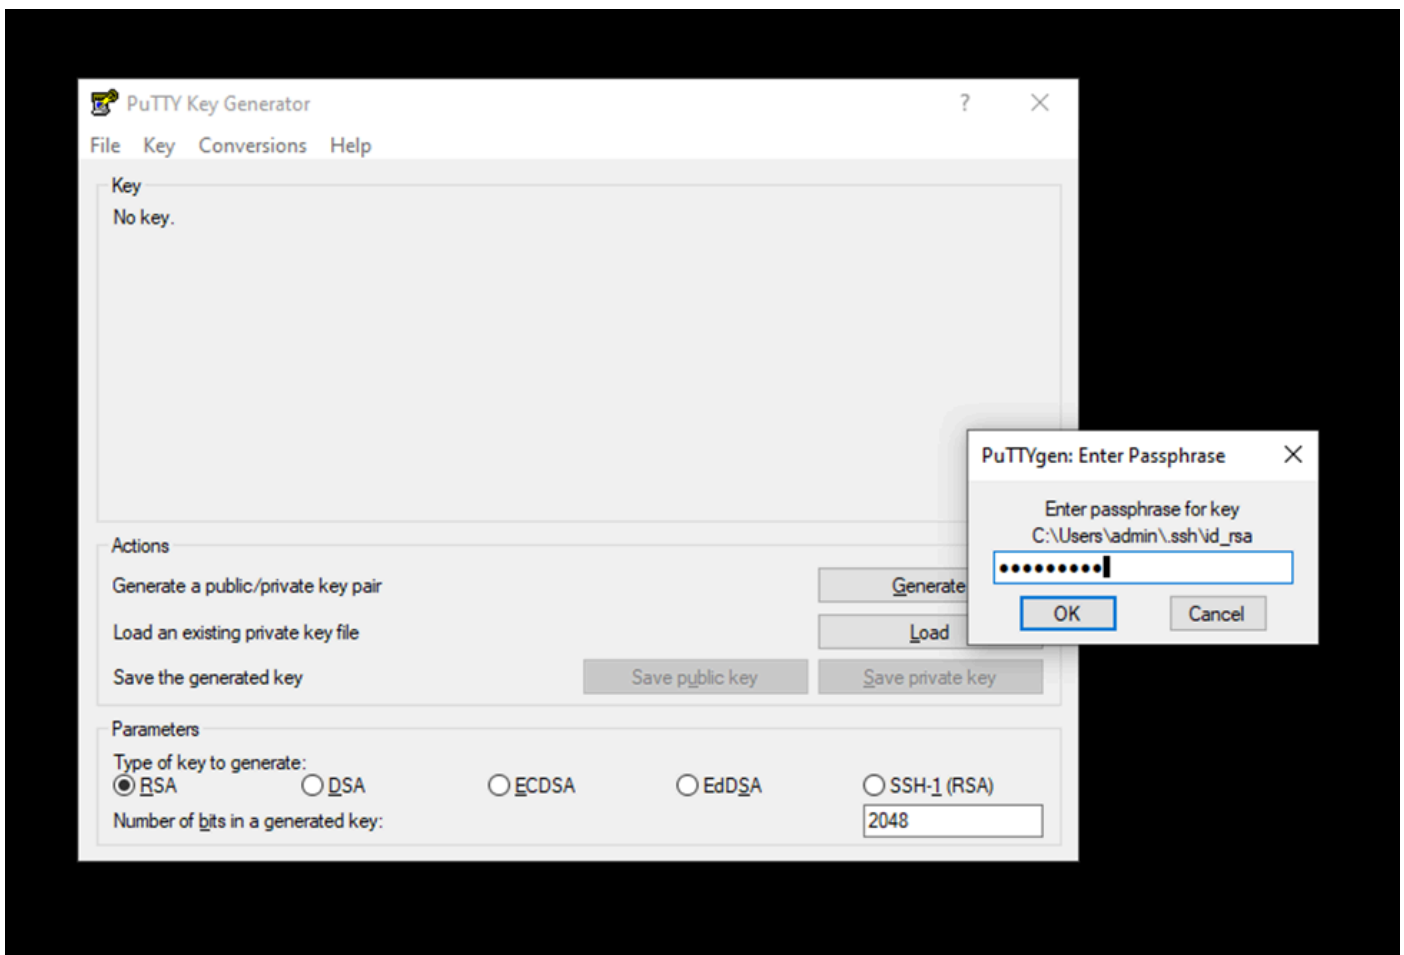 PuTTY Key Generator ?
File Key Conversions Help
Key
No key.
PuTTYgen: Enter Passphrase
Enter passphrase for key
C:\Users\admin\.ssh\id_rsa
●●●●●●●●●
OK Cancel
Actions
Generate a public/private key pair Generate
Load an existing private key file Load
Save the generated key Save public key Save private key
Parameters
Type of key to generate:
RSA DSA ECDSA EdDSA SSH-1 (RSA)
Number of bits in a generated key: 2048